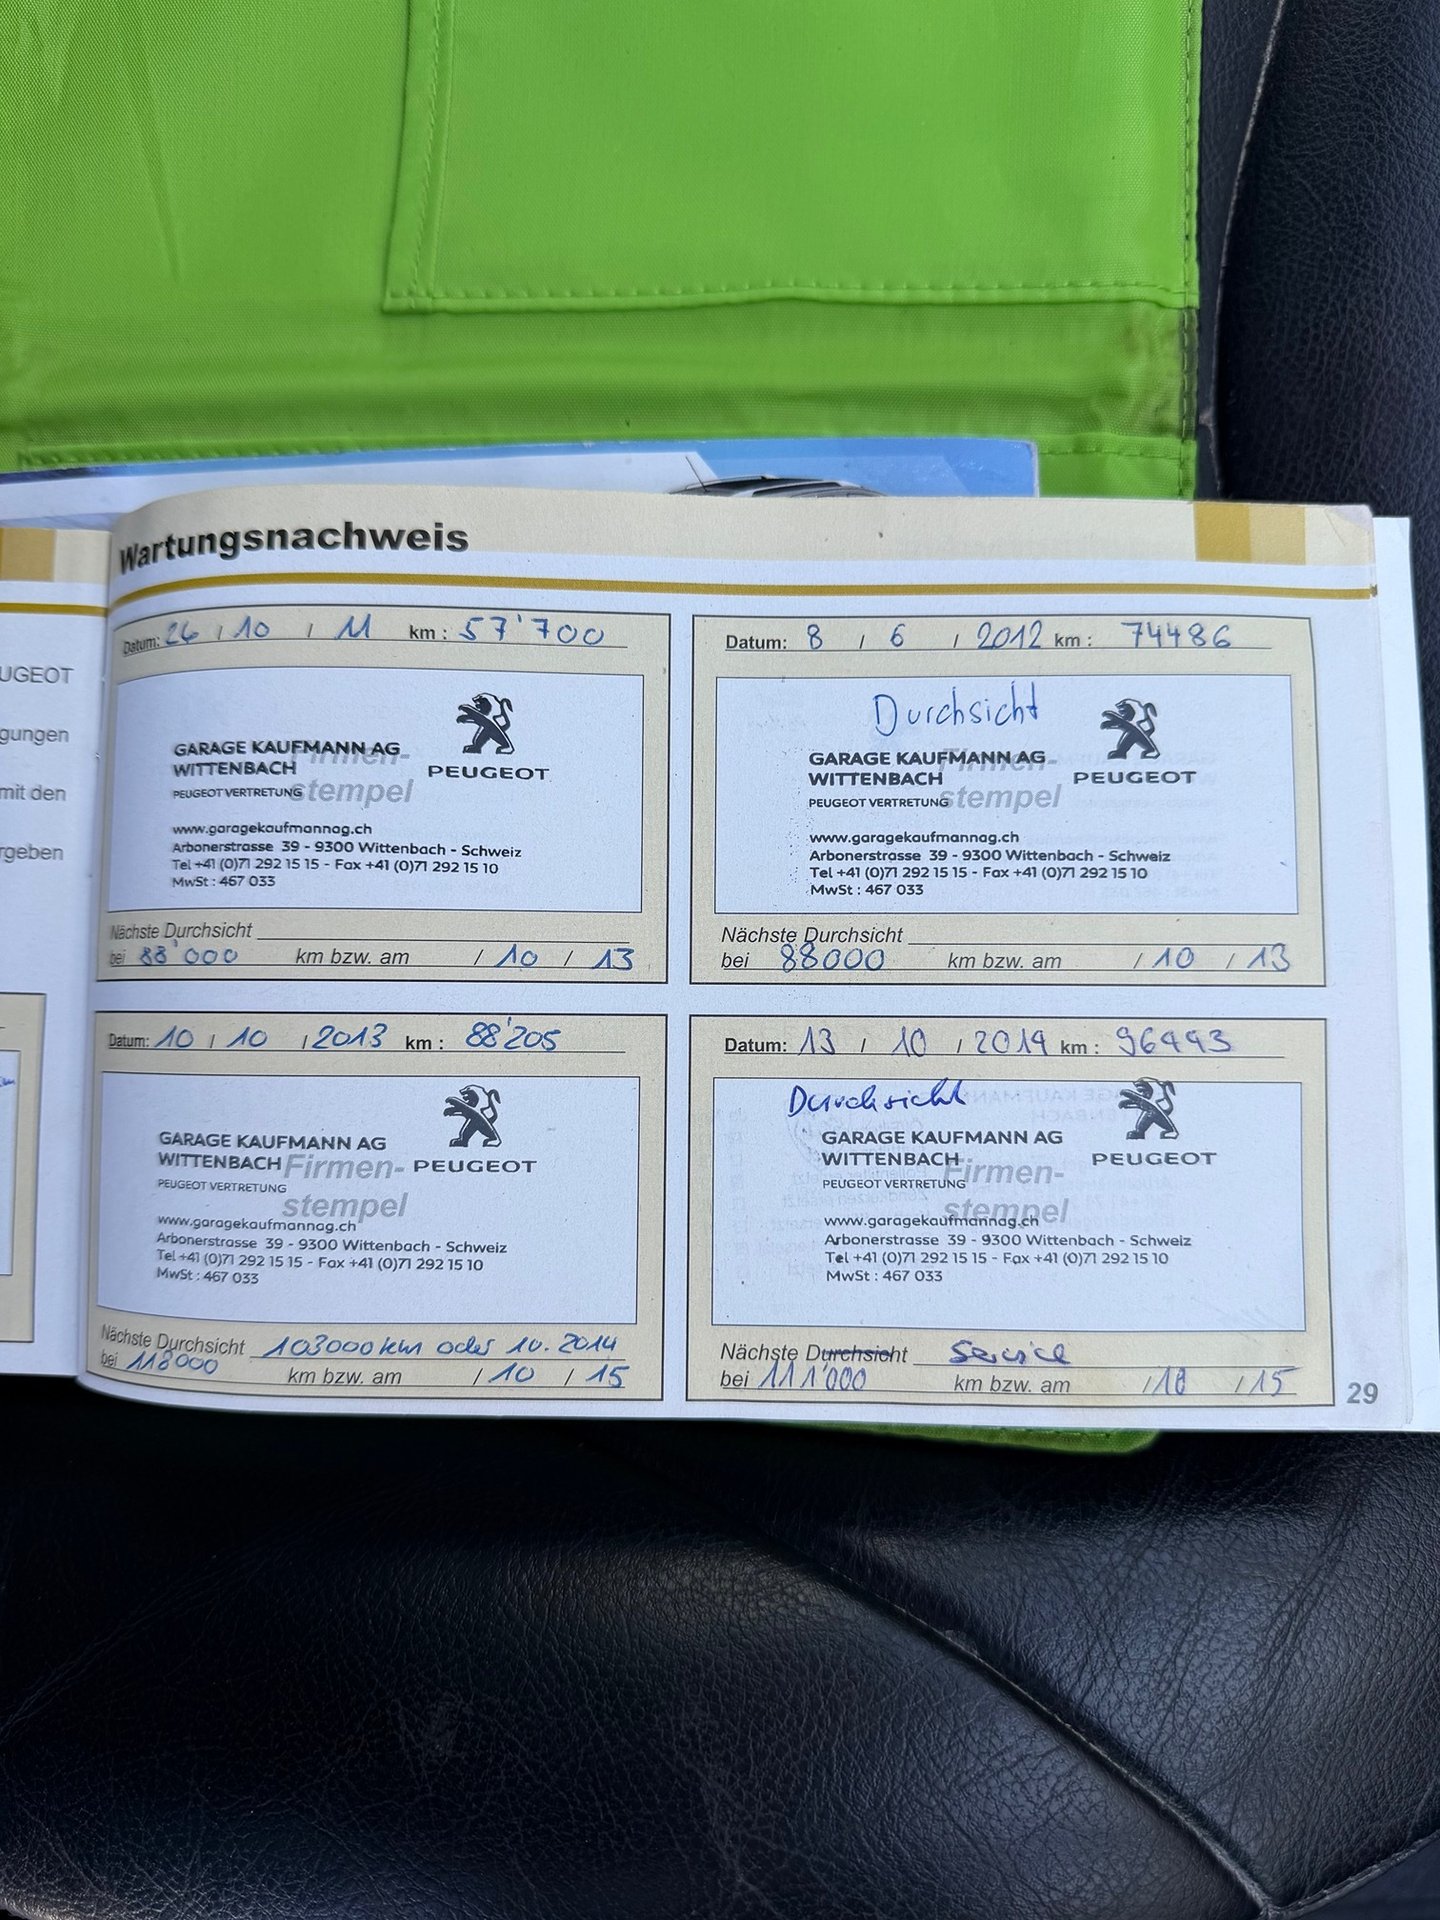 Wartungsnachweis
UGEOT
gungen
mit den
rgeben
Datum: 26 / 10 / 11 km : 57'700
GARAGE KAUFMANN AG
WITTENBACH
PEUGEOT VERTRETUNG
Firmen-
stempel
PEUGEOT
www.garagekaufmannag.ch
Arbonerstrasse 39 - 9300 Wittenbach - Schweiz
Tel +41 (0)71 292 15 15 - Fax +41 (0)71 292 15 10
MwSt : 467 033
Nächste Durchsicht
bei 88'000 km bzw. am / 10 / 13
Datum: 8 / 6 / 2012 km : 74486
Durchsicht
GARAGE KAUFMANN AG
WITTENBACH
PEUGEOT VERTRETUNG
Firmen-
stempel
PEUGEOT
www.garagekaufmannag.ch
Arbonerstrasse 39 - 9300 Wittenbach - Schweiz
Tel +41 (0)71 292 15 15 - Fax +41 (0)71 292 15 10
MwSt : 467 033
Nächste Durchsicht
bei 88000 km bzw. am / 10 / 13
Datum: 10 / 10 / 2013 km : 88'205
GARAGE KAUFMANN AG
WITTENBACH
PEUGEOT VERTRETUNG
Firmen-
stempel
PEUGEOT
www.garagekaufmannag.ch
Arbonerstrasse 39 - 9300 Wittenbach - Schweiz
Tel +41 (0)71 292 15 15 - Fax +41 (0)71 292 15 10
MwSt : 467 033
Nächste Durchsicht 103000km oder 10. 2014
bei 118000 km bzw. am / 10 / 15
Datum: 13 / 10 / 2014 km : 96443
Durchsicht
GARAGE KAUFMANN AG
WITTENBACH
PEUGEOT VERTRETUNG
Firmen-
stempel
PEUGEOT
www.garagekaufmannag.ch
Arbonerstrasse 39 - 9300 Wittenbach - Schweiz
Tel +41 (0)71 292 15 15 - Fax +41 (0)71 292 15 10
MwSt : 467 033
Nächste Durchsicht Service
bei 111'000 km bzw. am / 10 / 15
29